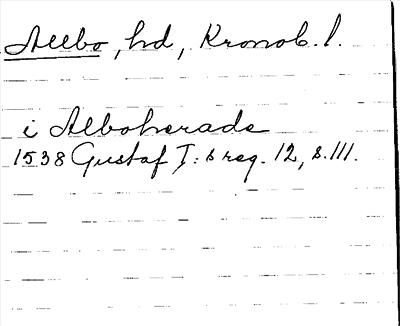 Allbo, hd, Kronob. l.
i Alboherade
1538 Gustaf I:s reg. 12, s. 111.